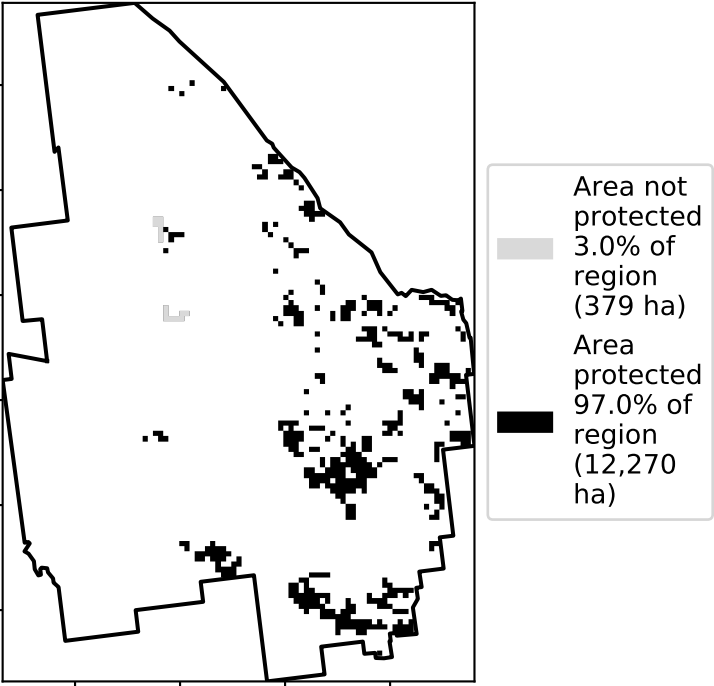 Area not
protected
3.0% of
region
(379 ha)
Area
protected
97.0% of
region
(12,270
ha)